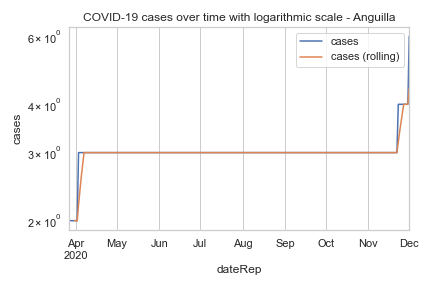 COVID-19 cases over time with logarithmic scale - Anguilla
6 × 10⁰
4 × 10⁰
3 × 10⁰
2 × 10⁰
cases
cases
cases (rolling)
Apr May Jun Jul Aug Sep Oct Nov Dec
2020
dateRep